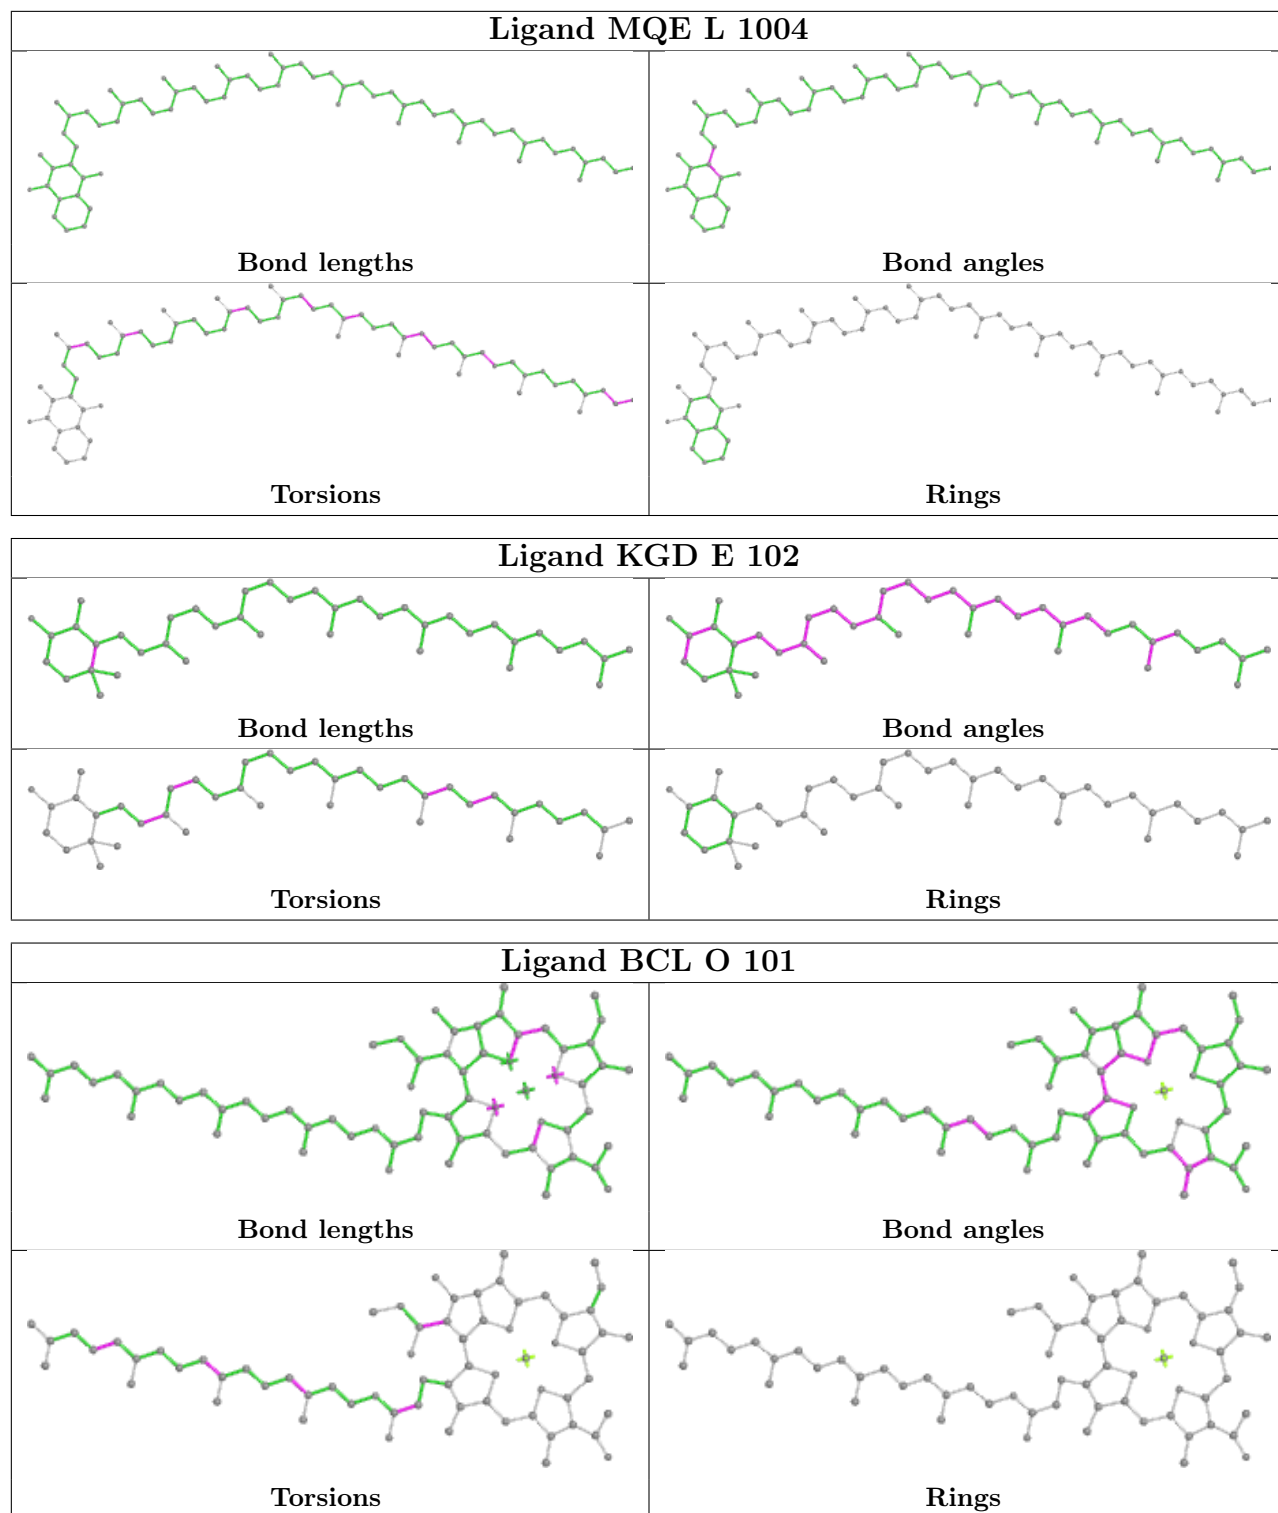 Ligand MQE L 1004
Bond lengths
Bond angles
Torsions
Rings
Ligand KGD E 102
Bond lengths
Bond angles
Torsions
Rings
Ligand BCL O 101
Bond lengths
Bond angles
Torsions
Rings